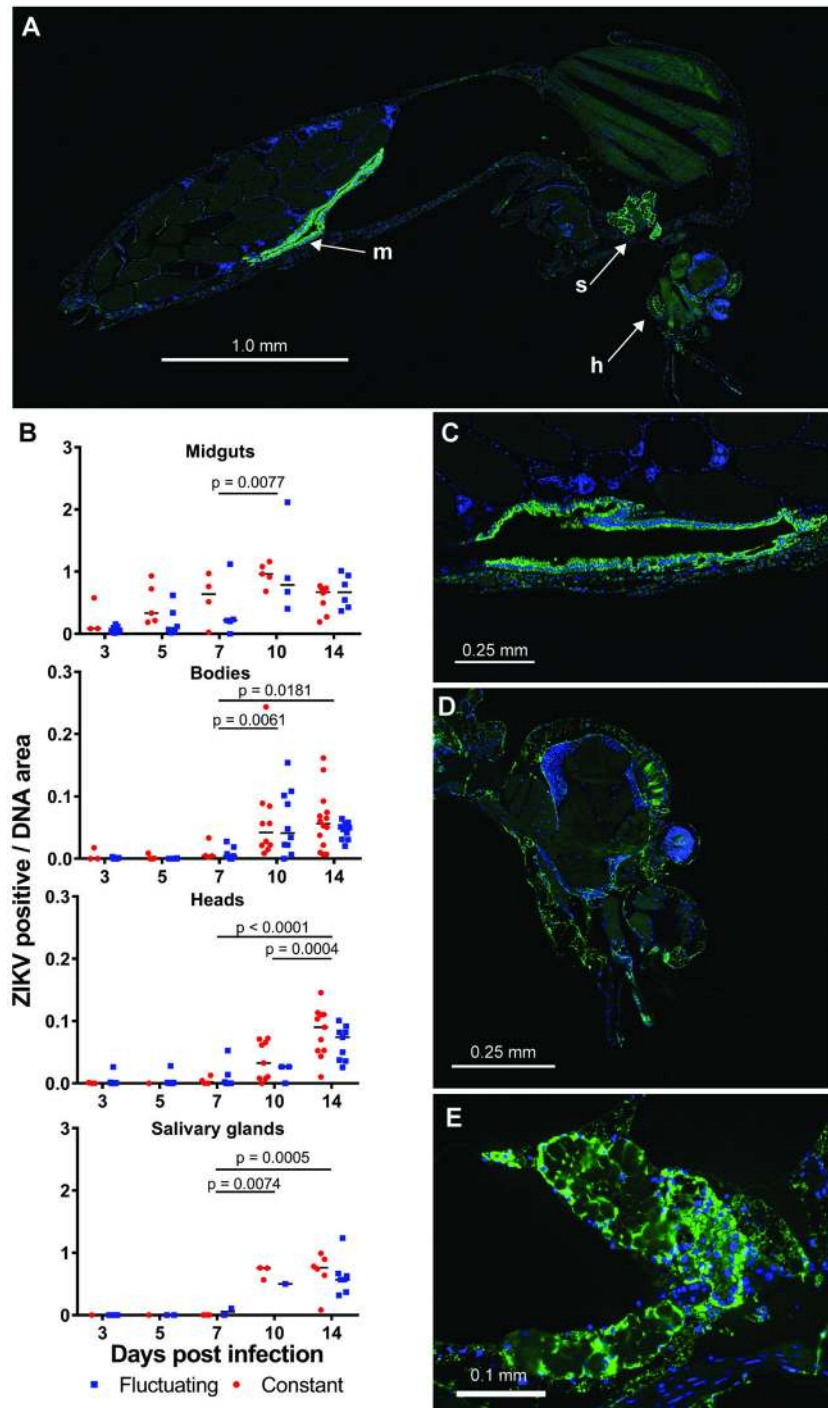 A
m
s
h
1.0 mm
B
Midguts
p = 0.0077
3
2
1
0
3 5 7 10 14
Bodies
p = 0.0181
p = 0.0061
0.3
0.2
0.1
0.0
3 5 7 10 14
Heads
p < 0.0001
p = 0.0004
0.3
0.2
0.1
0.0
3 5 7 10 14
Salivary glands
p = 0.0005
p = 0.0074
3
2
1
0
3 5 7 10 14
ZIKV positive / DNA area
Days post infection
Fluctuating Constant
C
0.25 mm
D
0.25 mm
E
0.1 mm